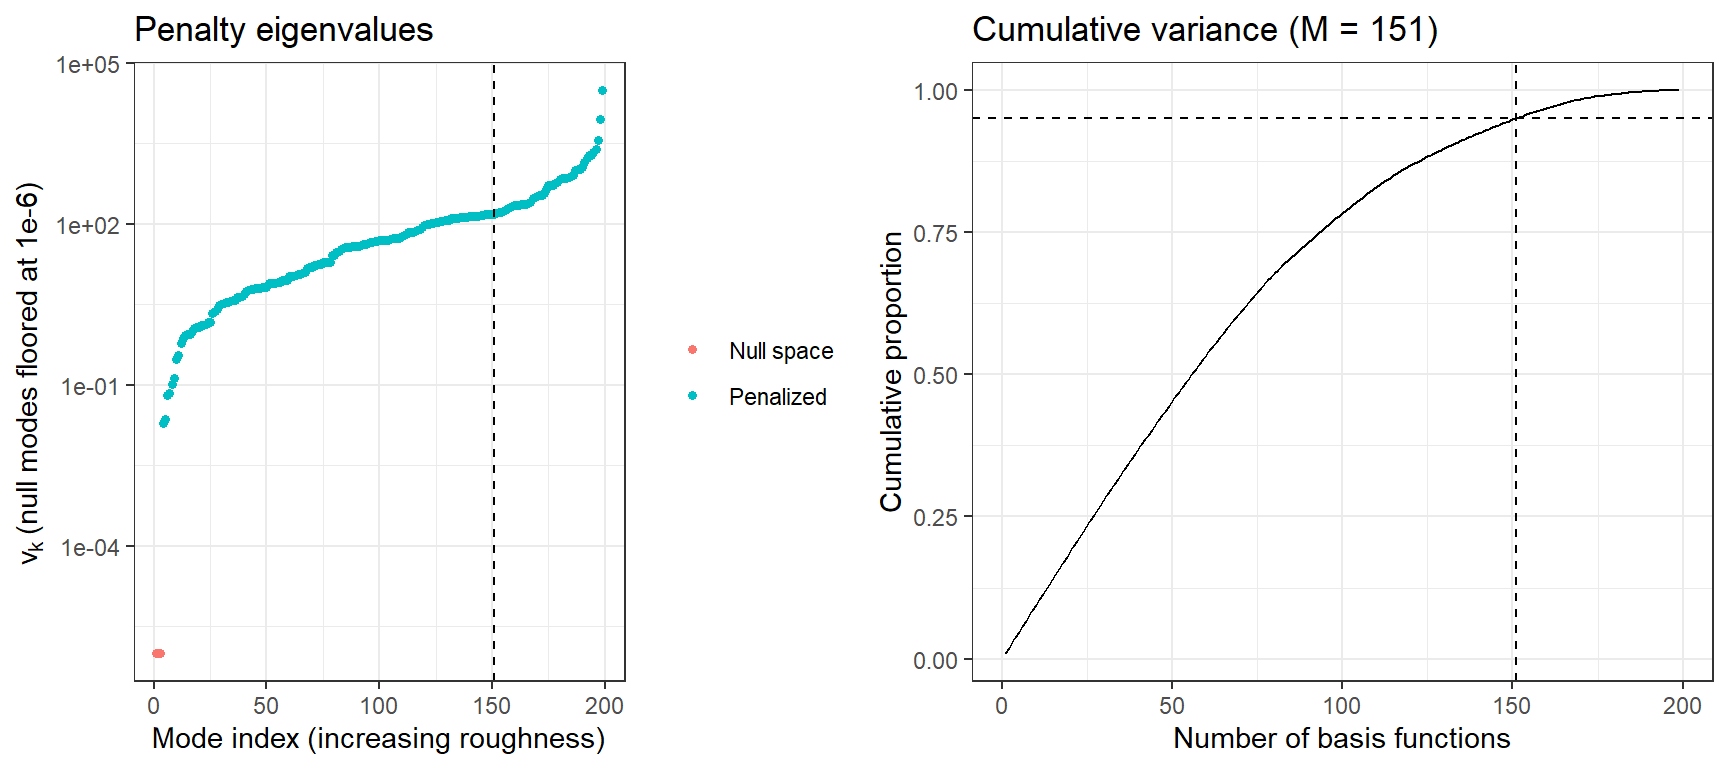 Penalty eigenvalues
1e+05
1e+02
1e-01
1e-04
vk (null modes floored at 1e-6)
0
50
100
150
200
Mode index (increasing roughness)
Null space
Penalized
Cumulative variance (M = 151)
1.00
0.75
0.50
0.25
0.00
Cumulative proportion
0
50
100
150
200
Number of basis functions